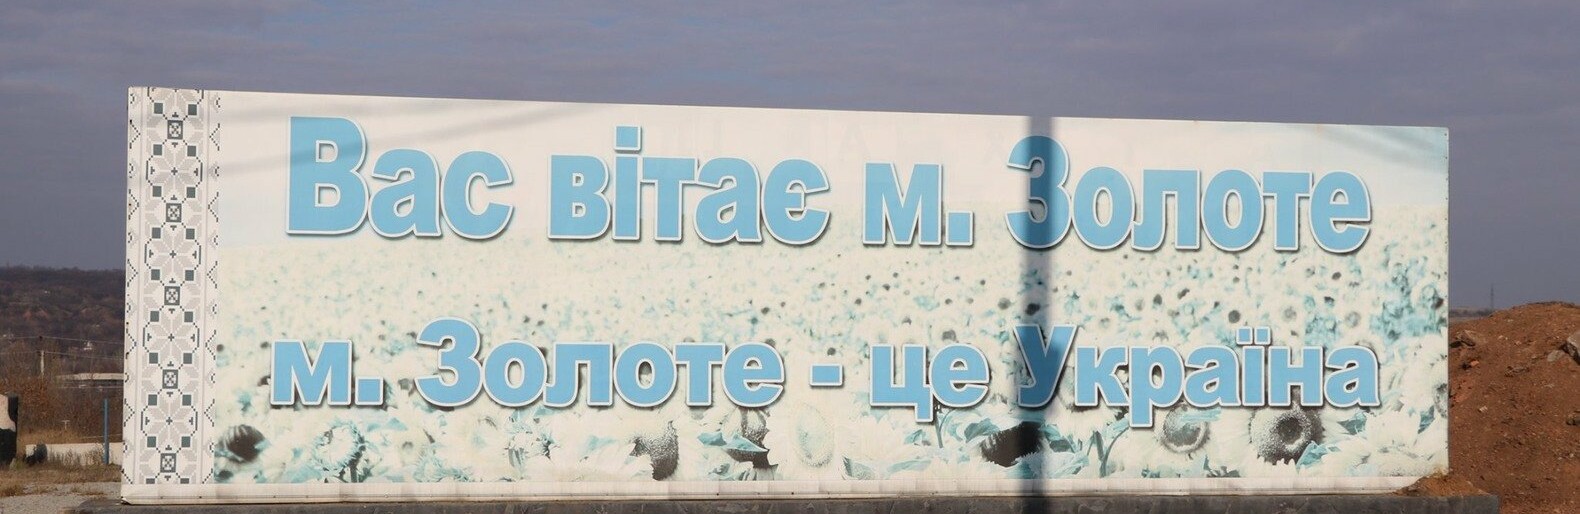 Вас вітає м. Золоте
м. Золоте - це Україна